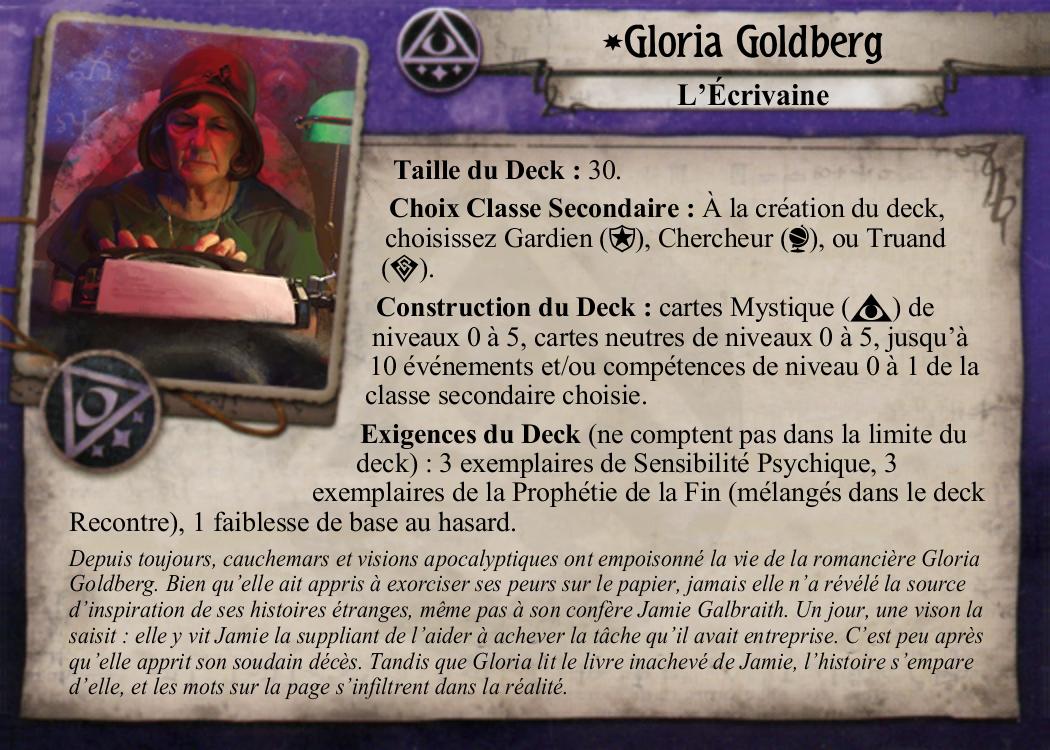 Gloria Goldberg
L'Écrivaine
Taille du Deck : 30.
Choix Classe Secondaire : À la création du deck,
choisissez Gardien (), Chercheur (), ou Truand
().
Construction du Deck : cartes Mystique () de
niveaux 0 à 5, cartes neutres de niveaux 0 à 5, jusqu'à
10 événements et/ou compétences de niveau 0 à 1 de la
classe secondaire choisie.
Exigences du Deck (ne comptent pas dans la limite du
deck) : 3 exemplaires de Sensibilité Psychique, 3
exemplaires de la Prophétie de la Fin (mélangés dans le deck
Recontre), 1 faiblesse de base au hasard.
Depuis toujours, cauchemars et visions apocalyptiques ont empoisonné la vie de la romancière Gloria
Goldberg. Bien qu'elle ait appris à exorciser ses peurs sur le papier, jamais elle n'a révélé la source
d'inspiration de ses histoires étranges, même pas à son confère Jamie Galbraith. Un jour, une vison la
saisit : elle y vit Jamie la suppliant de l'aider à achever la tâche qu'il avait entreprise. C'est peu après
qu'elle apprit son soudain décès. Tandis que Gloria lit le livre inachevé de Jamie, l'histoire s'empare
d'elle, et les mots sur la page s'infiltrent dans la réalité.